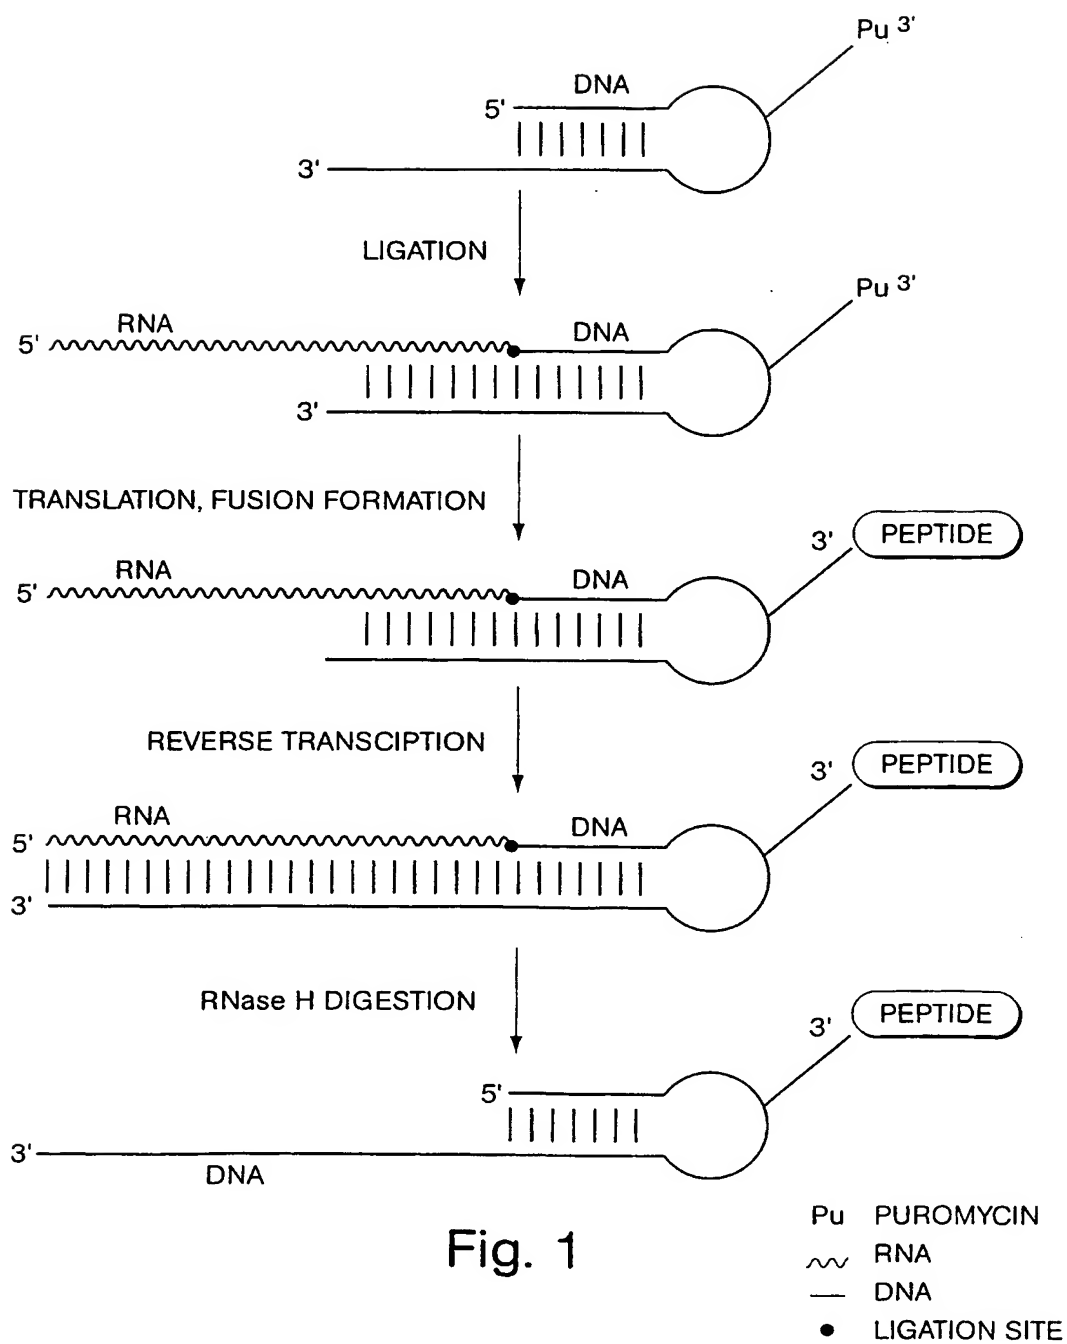 Pu 3'
DNA
5'
3'
LIGATION
Pu 3'
RNA
DNA
5'
3'
TRANSLATION, FUSION FORMATION
3' PEPTIDE
RNA
DNA
5'
REVERSE TRANSCIPTION
3' PEPTIDE
RNA
DNA
5'
3'
RNase H DIGESTION
3' PEPTIDE
5'
3'
DNA
Fig. 1
Pu PUROMYCIN
RNA
DNA
LIGATION SITE